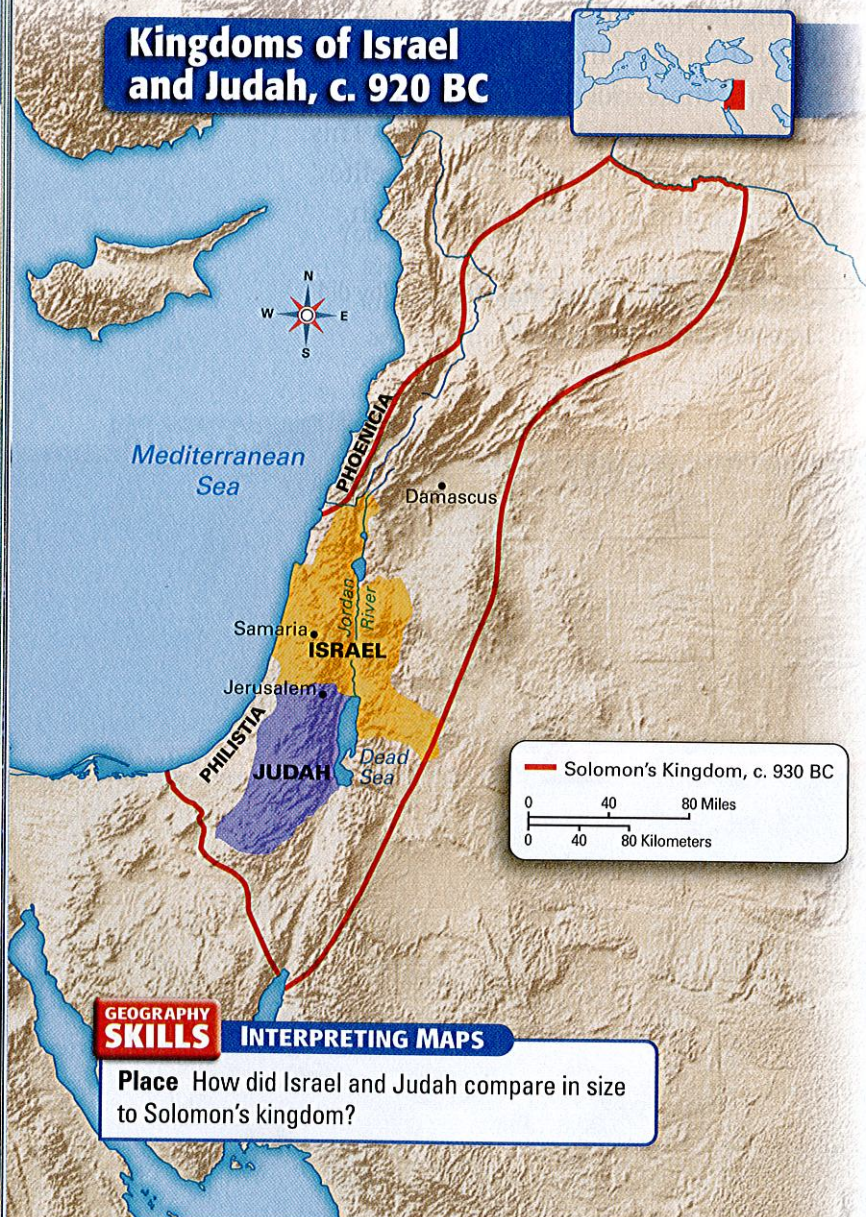 Kingdoms of Israel
and Judah, c. 920 BC
N
W
E
S
Mediterranean
Sea
PHOENICIA
Damascus
Jordan
River
Samaria
ISRAEL
Jerusalem
PHILISTIA
JUDAH
Dead
Sea
Solomon's Kingdom, c. 930 BC
0 40 80 Miles
0 40 80 Kilometers
GEOGRAPHY
SKILLS
INTERPRETING MAPS
Place How did Israel and Judah compare in size
to Solomon's kingdom?